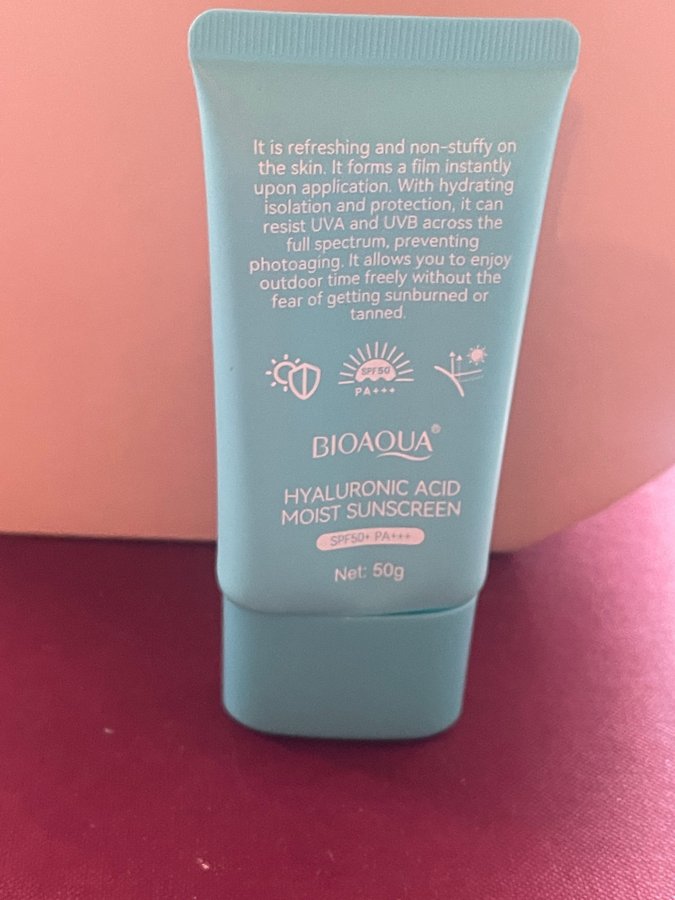 It is refreshing and non-stuffy on
the skin. It forms a film instantly
upon application. With hydrating
isolation and protection, it can
resist UVA and UVB across the
full spectrum, preventing
photoaging. It allows you to enjoy
outdoor time freely without the
fear of getting sunburned or
tanned.
SPF50
PA+++
BIOAQUA®
HYALURONIC ACID
MOIST SUNSCREEN
SPF50+ PA+++
Net: 50g